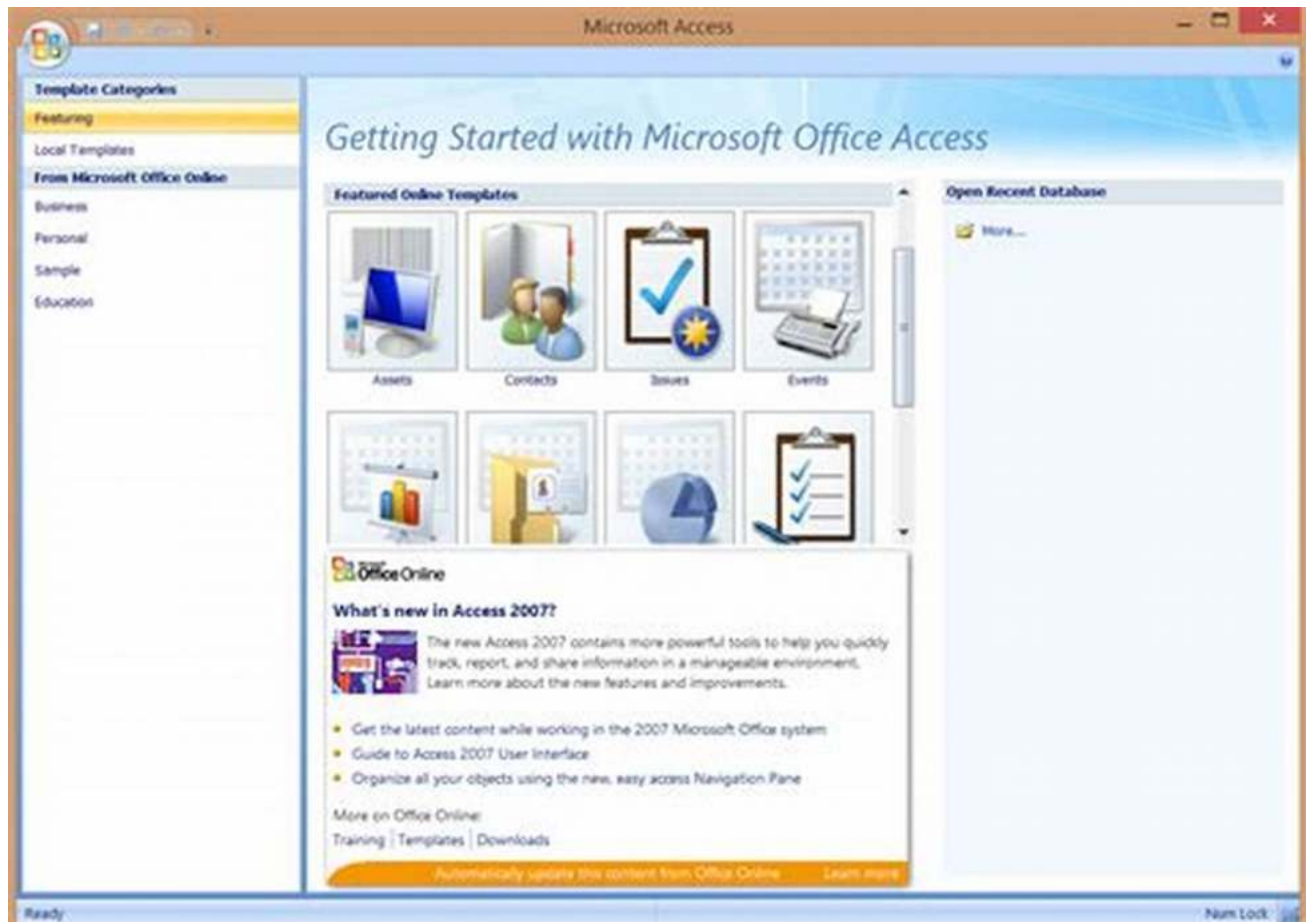 Microsoft Access
Template Categories
Featuring
Local Templates
From Microsoft Office Online
Business
Personal
Sample
Education
Getting Started with Microsoft Office Access
Featured Online Templates
Assets
Contacts
Issues
Events
Open Recent Database
More...
Office Online
What's new in Access 2007?
The new Access 2007 contains more powerful tools to help you quickly
track, report, and share information in a manageable environment.
Learn more about the new features and improvements.
Get the latest content while working in the 2007 Microsoft Office system
Guide to Access 2007 User Interface
Organize all your objects using the new, easy access Navigation Pane
More on Office Online:
Training | Templates | Downloads
Automatically update this content from Office Online Learn more
Ready
Num Lock